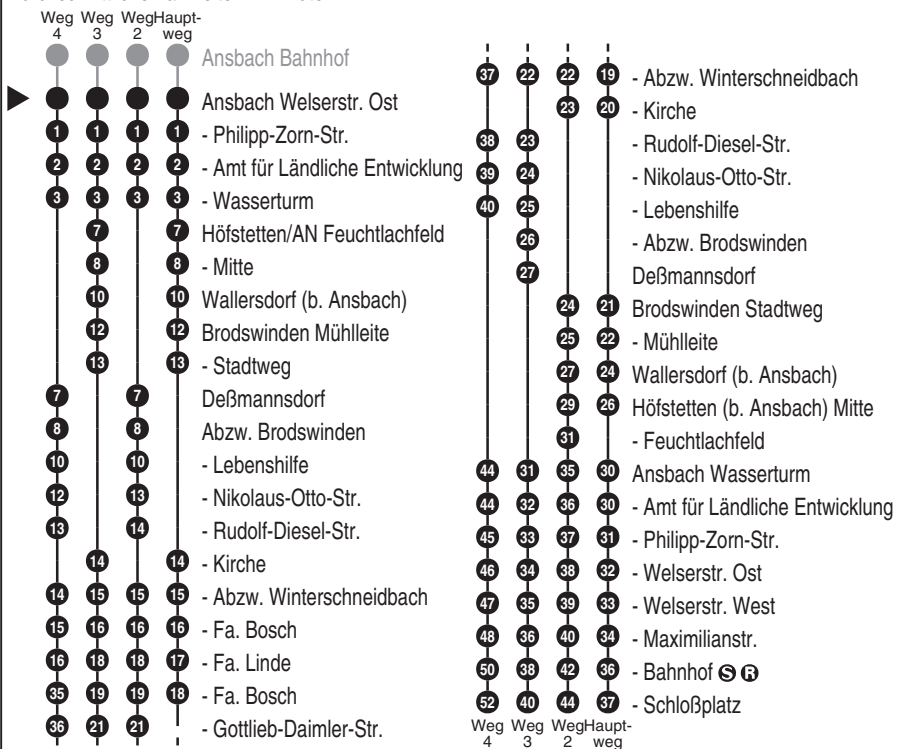 Weg Weg Weg Haupt-
4 3 2 weg
Ansbach Bahnhof
Ansbach Welserstr. Ost
1 1 1 1 - Philipp-Zorn-Str.
2 2 2 2 - Amt für Ländliche Entwicklung
3 3 3 3 - Wasserturm
7 7 Höfstetten/AN Feuchtlachfeld
8 8 - Mitte
10 10 Wallersdorf (b. Ansbach)
12 12 Brodswinden Mühlleite
13 13 - Stadtweg
7 7 Deßmannsdorf
8 8 Abzw. Brodswinden
10 10 - Lebenshilfe
12 13 - Nikolaus-Otto-Str.
13 14 - Rudolf-Diesel-Str.
14 14 - Kirche
14 15 15 15 - Abzw. Winterschneidbach
15 16 16 16 - Fa. Bosch
16 18 18 17 - Fa. Linde
35 19 19 18 - Fa. Bosch
36 21 21 - Gottlieb-Daimler-Str.
37 22 22 19 - Abzw. Winterschneidbach
23 20 - Kirche
38 23 - Rudolf-Diesel-Str.
39 24 - Nikolaus-Otto-Str.
40 25 - Lebenshilfe
26 - Abzw. Brodswinden
27 Deßmannsdorf
24 21 Brodswinden Stadtweg
25 22 - Mühlleite
27 24 Wallersdorf (b. Ansbach)
29 26 Höfstetten (b. Ansbach) Mitte
31 - Feuchtlachfeld
44 31 35 30 Ansbach Wasserturm
44 32 36 30 - Amt für Ländliche Entwicklung
45 33 37 31 - Philipp-Zorn-Str.
46 34 38 32 - Welserstr. Ost
47 35 39 33 - Welserstr. West
48 36 40 34 - Maximilianstr.
50 38 42 36 - Bahnhof S R
52 40 44 37 - Schloßplatz
Weg Weg Weg Haupt-
4 3 2 weg